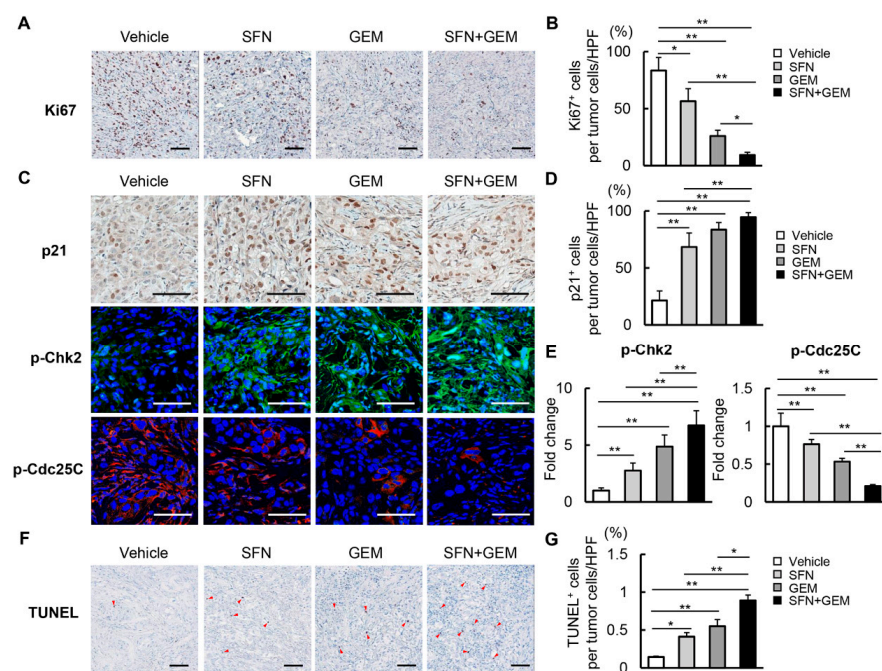 A
Vehicle SFN GEM SFN+GEM
Ki67
B
(%)
Ki67+ cells
per tumor cells/HPF
100
50
0
** 
**
*
**
*
Vehicle
SFN
GEM
SFN+GEM
C
Vehicle SFN GEM SFN+GEM
p21
p-Chk2
p-Cdc25C
D
(%)
p21+ cells
per tumor cells/HPF
100
50
0
**
**
**
**
Vehicle
SFN
GEM
SFN+GEM
E
p-Chk2
Fold change
10
5
0
**
**
**
**
**
p-Cdc25C
Fold change
1.5
1
0.5
0
**
**
**
**
**
F
Vehicle SFN GEM SFN+GEM
TUNEL
G
(%)
TUNEL+ cells
per tumor cells/HPF
1.5
1
0.5
0
*
**
**
**
*
Vehicle
SFN
GEM
SFN+GEM